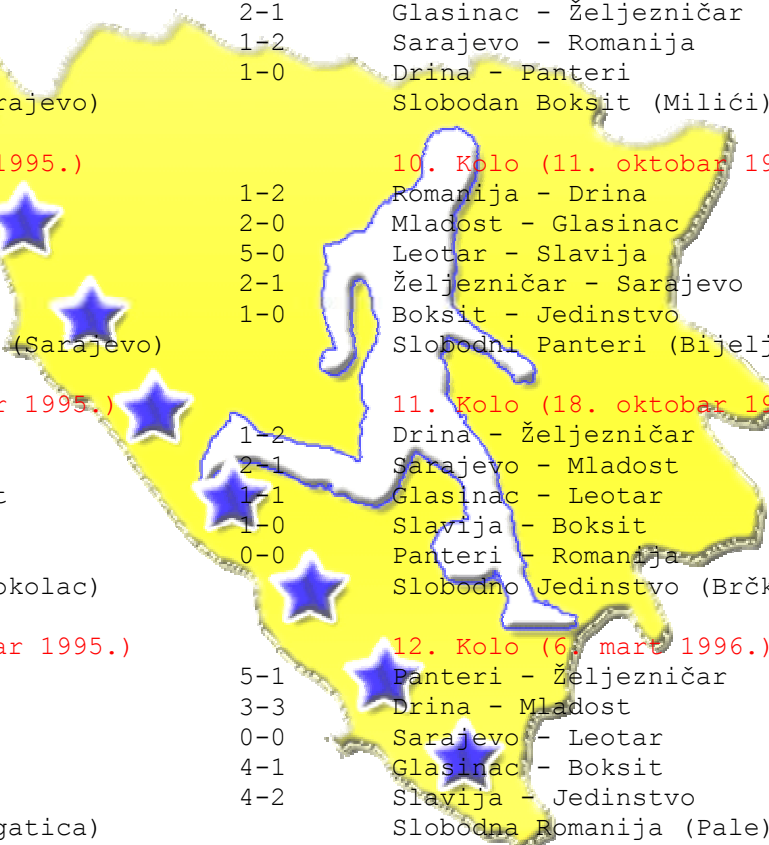 2-1 Glasinac - Željezničar
1-2 Sarajevo - Romanija
1-0 Drina - Panteri
rajevo) Slobodan Boksit (Milići)
1995.) 10. Kolo (11. oktobar 19
1-2 Romanija - Drina
2-0 Mladost - Glasinac
5-0 Leotar - Slavija
2-1 Željezničar - Sarajevo
1-0 Boksit - Jedinstvo
(Sarajevo) Slobodni Panteri (Bijelj
r 1995.) 11. Kolo (18. oktobar 19
1-2 Drina - Željezničar
2-1 Sarajevo - Mladost
t 1-1 Glasinac - Leotar
1-0 Slavija - Boksit
0-0 Panteri - Romanija
okolac) Slobodno Jedinstvo (Brčk
ar 1995.) 12. Kolo (6. mart 1996.)
5-1 Panteri - Željezničar
3-3 Drina - Mladost
0-0 Sarajevo - Leotar
4-1 Glasinac - Boksit
4-2 Slavija - Jedinstvo
gatica) Slobodna Romanija (Pale)